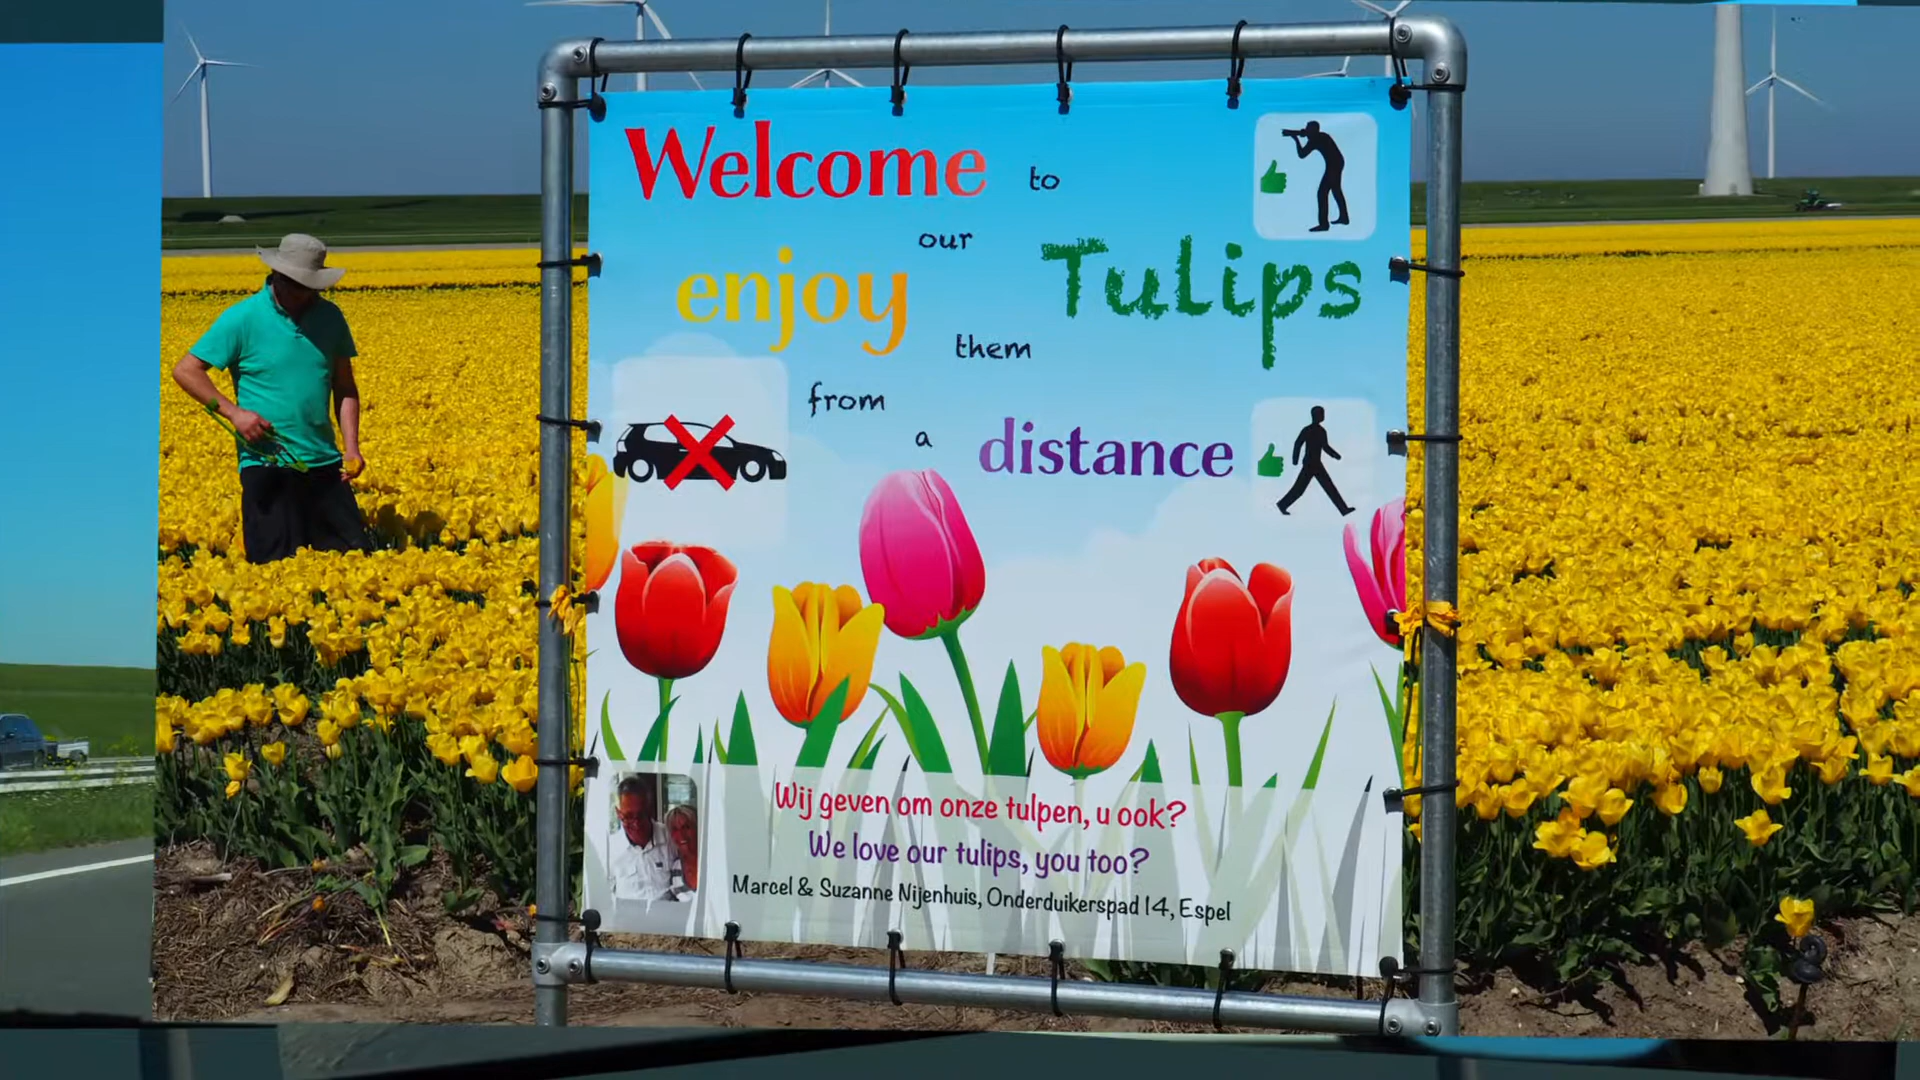 Welcome to
our
enjoy Tulips
them
from
a distance
Wij geven om onze tulpen, u ook?
We love our tulips, you too?
Marcel & Suzanne Nijenhuis, Onderduikerspad 14, Espel